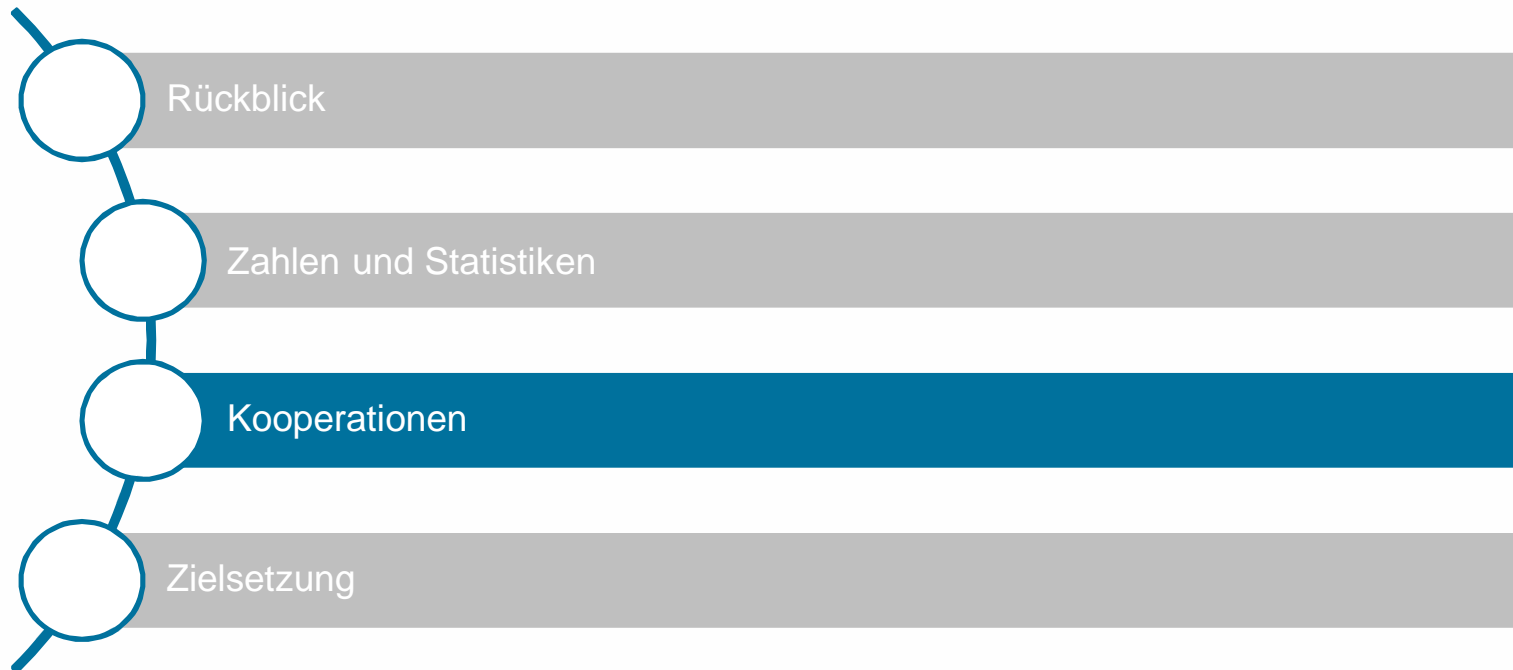 Rückblick
Zahlen und Statistiken
Kooperationen
Zielsetzung